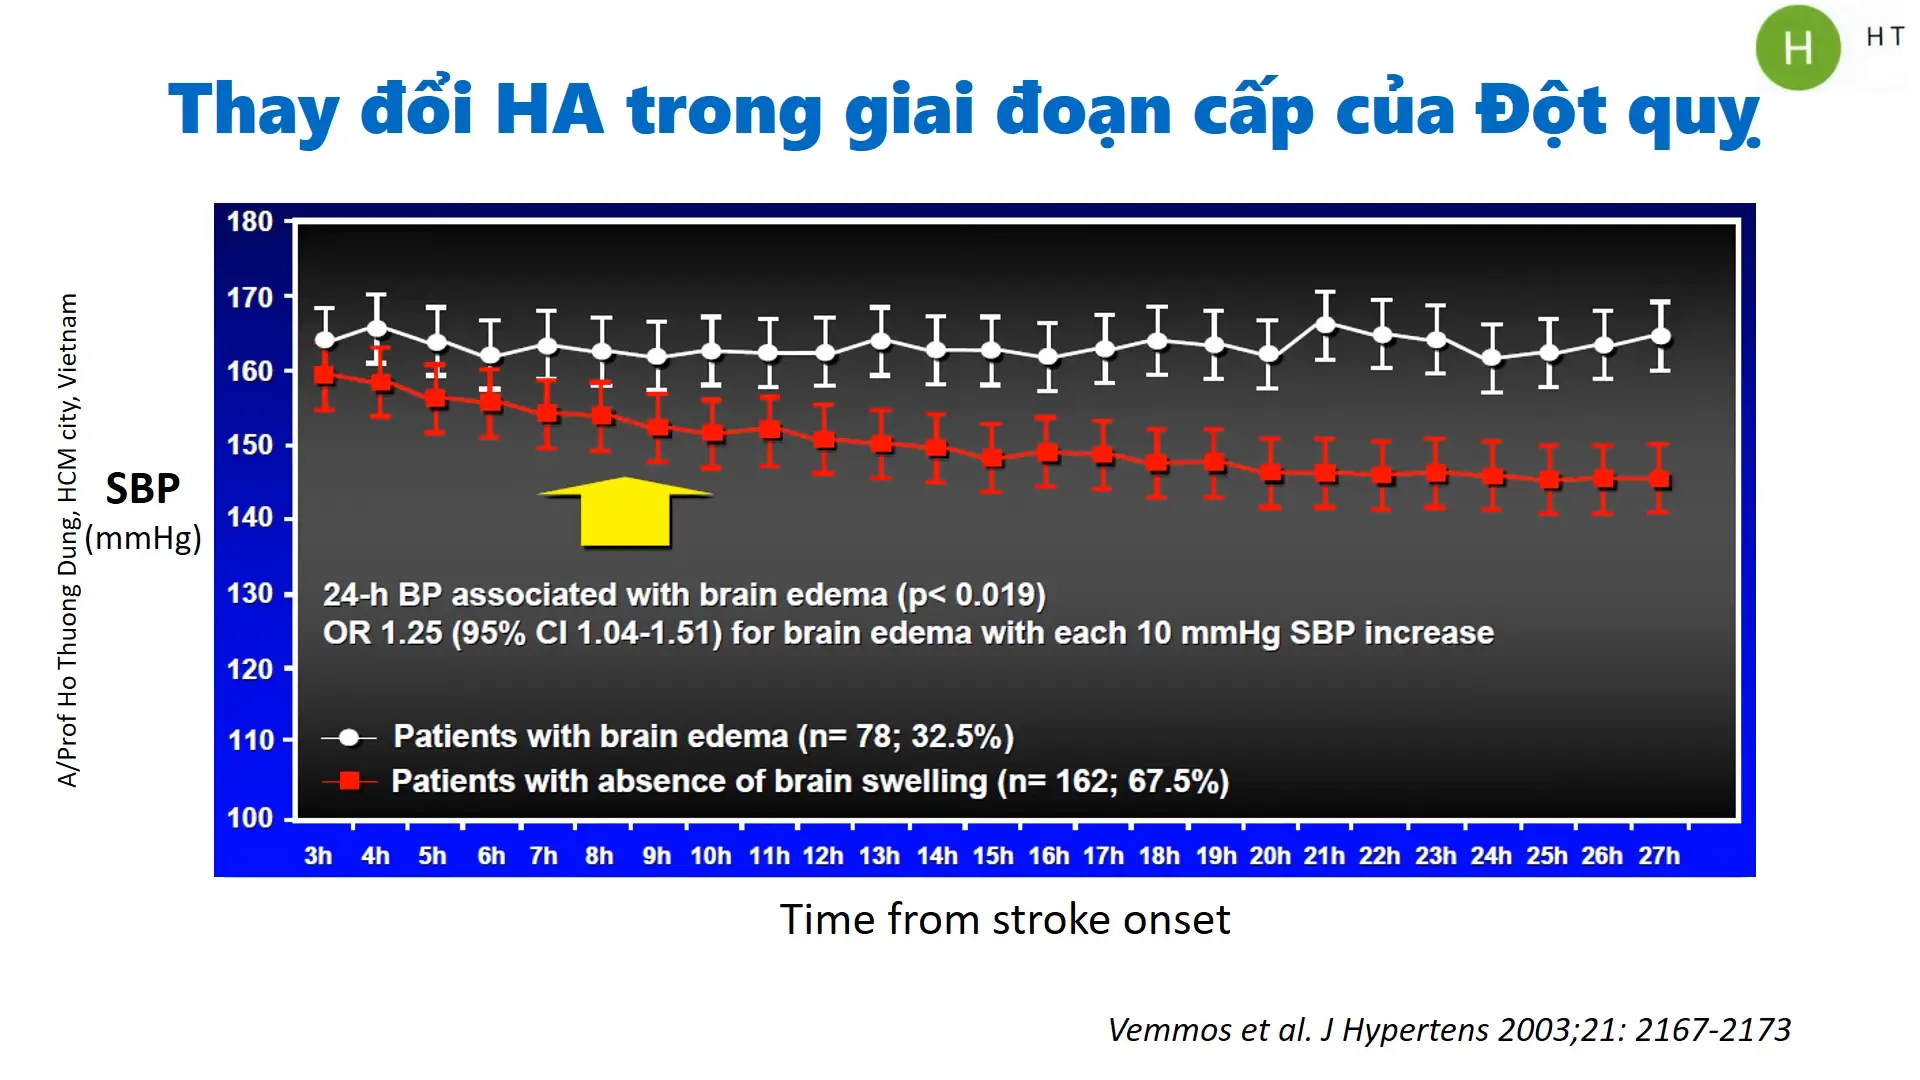 H
H T
Thay đổi HA trong giai đoạn cấp của Đột quỵ
A/Prof Ho Thuong Dung, HCM city, Vietnam
SBP
(mmHg)
180
170
160
150
140
130
120
110
100
24-h BP associated with brain edema (p< 0.019)
OR 1.25 (95% CI 1.04-1.51) for brain edema with each 10 mmHg SBP increase
Patients with brain edema (n= 78; 32.5%)
Patients with absence of brain swelling (n= 162; 67.5%)
3h 4h 5h 6h 7h 8h 9h 10h 11h 12h 13h 14h 15h 16h 17h 18h 19h 20h 21h 22h 23h 24h 25h 26h 27h
Time from stroke onset
Vemmos et al. J Hypertens 2003;21: 2167-2173